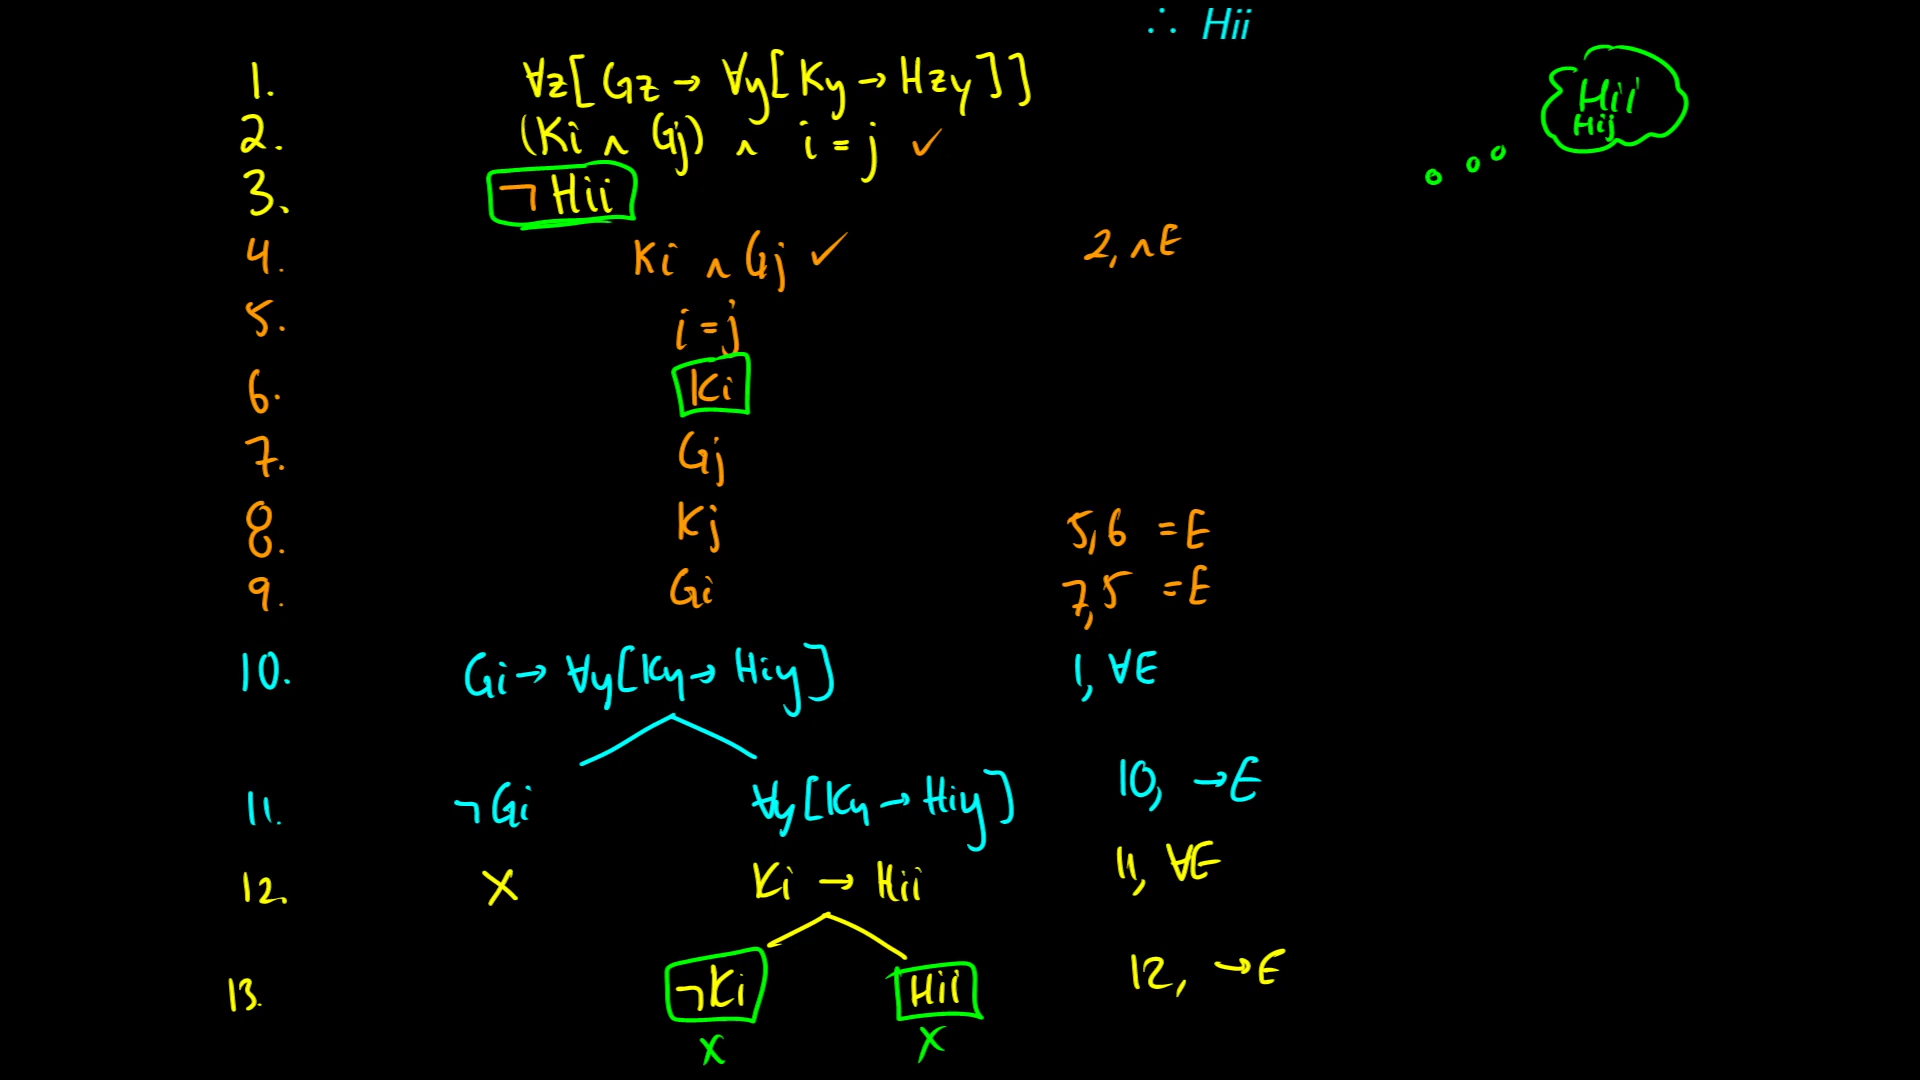 ∴ Hii
1. ∀z[Gz → ∀y[Ky → Hzy]]
2. (Ki ∧ Gj) ∧ i = j ✓
3. ¬Hii
Hii
Hij
4. Ki ∧ Gj ✓ 2, ∧E
5. i = j
6. Ki
7. Gj
8. Kj 5,6 =E
9. Gi 7,5 =E
10. Gi → ∀y[Ky → Hiy] 1, ∀E
11. ¬Gi ∀y[Ky → Hiy] 10, →E
12. X Ki → Hii 11, ∀E
13. ¬Ki Hii 12, →E
X X